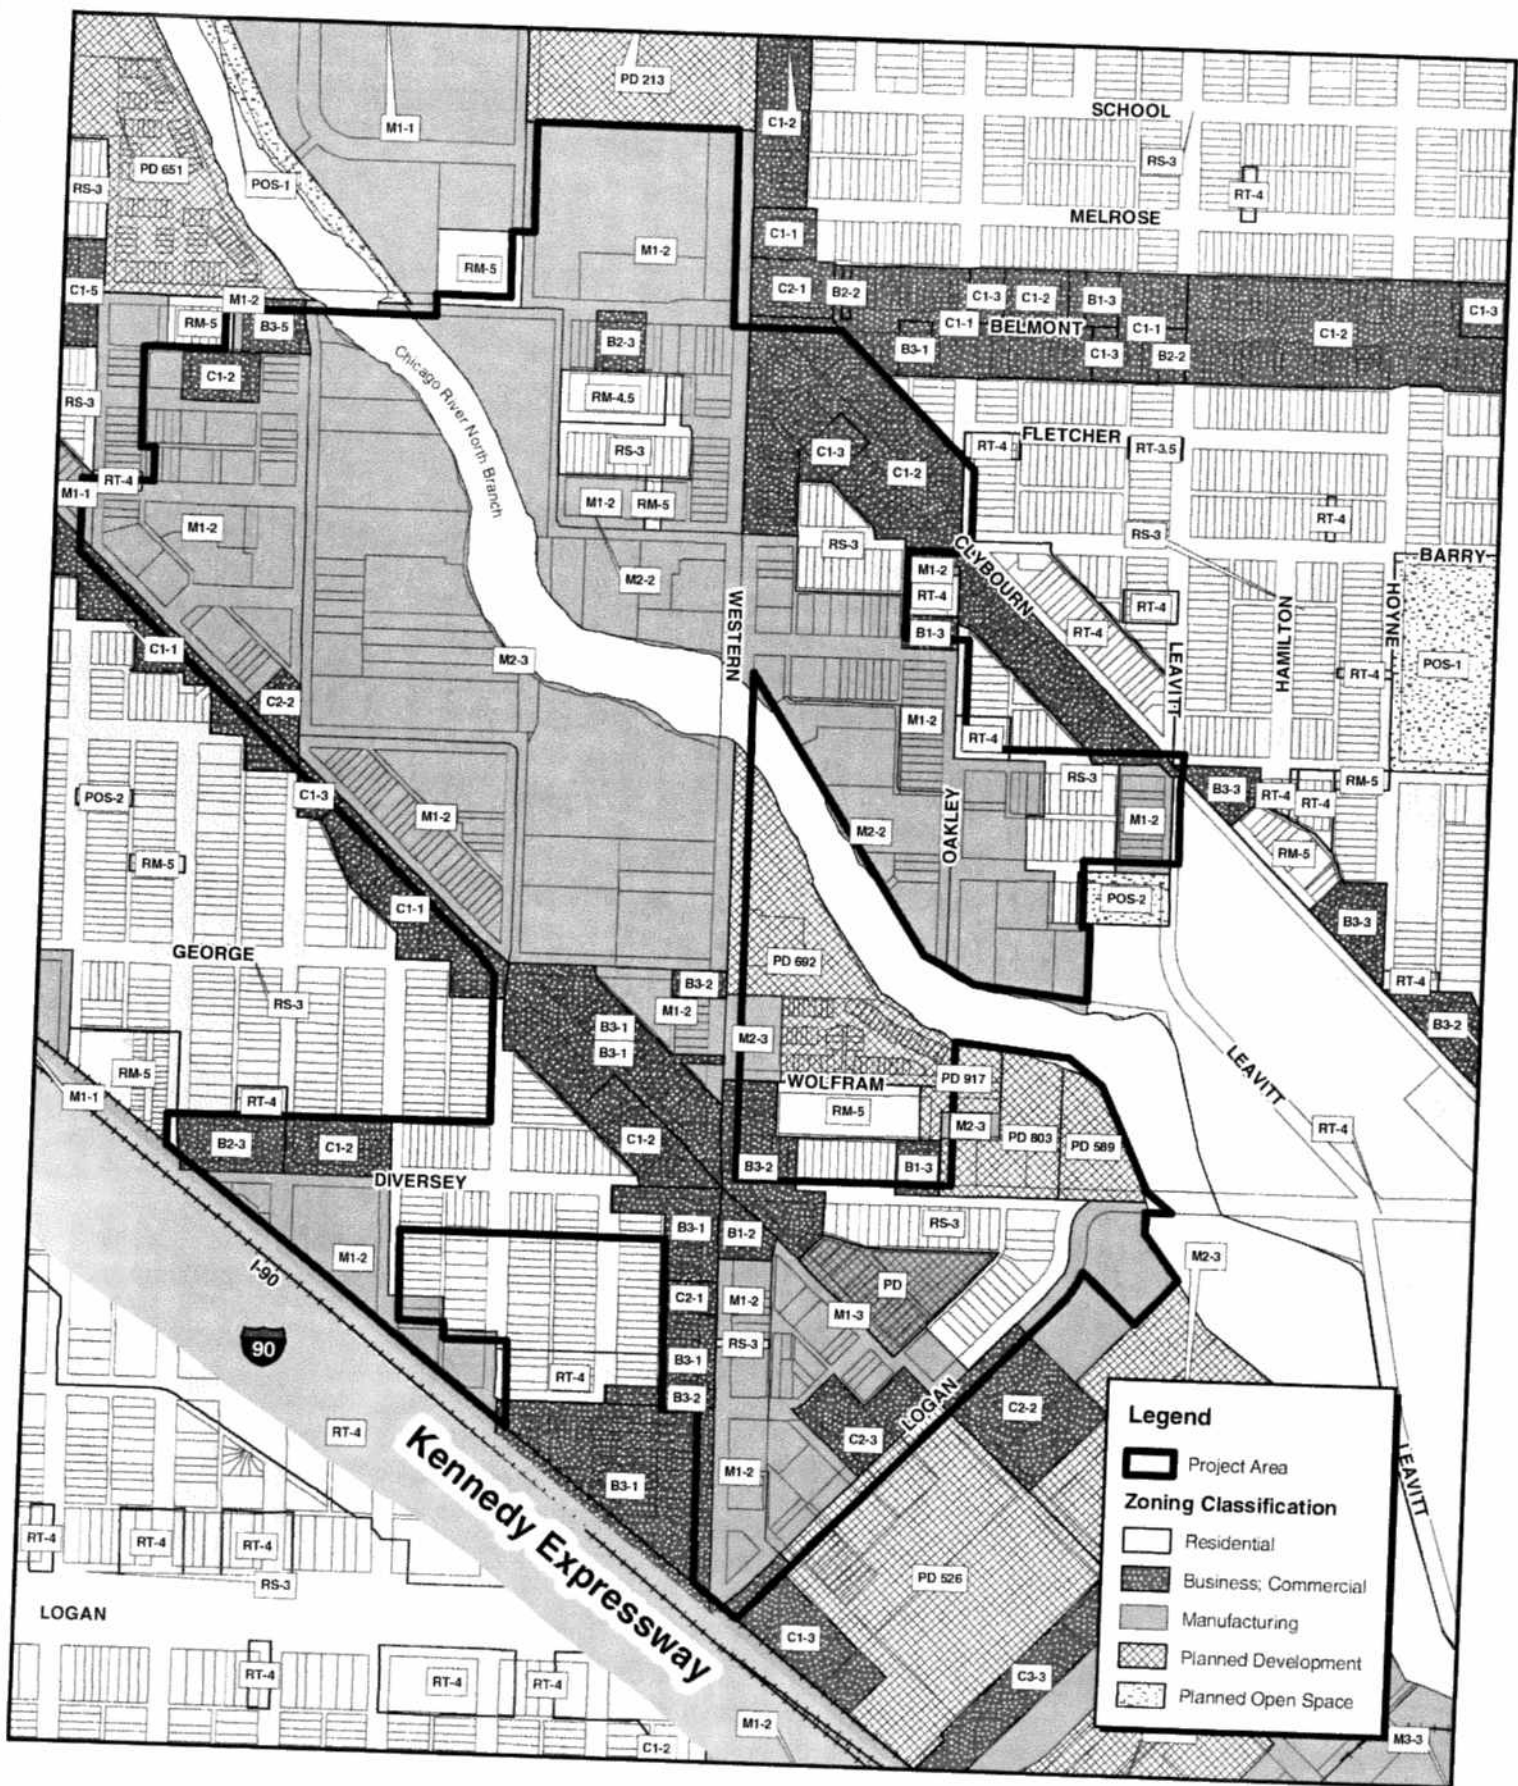 PD 213
M1-1
C1-2
SCHOOL
RS-3
PD 651
POS-1
RS-3
RT-4
MELROSE
C1-1
M1-2
RM-5
C1-5
M1-2
C2-1
B2-2
C1-3
C1-2
B1-3
C1-3
RM-5
B3-5
C1-1
BELMONT
C1-1
C1-2
B2-3
B3-1
C1-3
B2-2
C1-2
Chicago River North Branch
RS-3
RM-4.5
FLETCHER
RT-4
RT-3.5
RS-3
C1-3
C1-2
RT-4
M1-1
M1-2
RM-5
RT-4
M1-2
RS-3
RS-3
CLYBOURN
BARRY
M1-2
M2-2
WESTERN
RT-4
HOYNE
RT-4
HAMILTON
B1-3
RT-4
LEAVITT
C1-1
M2-3
POS-1
RT-4
C2-2
M1-2
RT-4
POS-2
C1-3
RS-3
B3-3
RT-4
RT-4
RM-5
M1-2
OAKLEY
M2-2
M1-2
RM-5
RM-5
C1-1
POS-2
B3-3
GEORGE
PD 692
RT-4
B3-2
RS-3
M1-2
B3-1
B3-2
M2-3
B3-1
RM-5
LEAVITT
PD 917
WOLFRAM
M1-1
RT-4
RM-5
M2-3
RT-4
B2-3
C1-2
C1-2
PD 803
PD 589
B3-2
B1-3
DIVERSEY
RS-3
B3-1
B1-2
M1-2
M2-3
I-90
PD
C2-1
M1-2
M1-3
90
RS-3
B3-1
RT-4
B3-2
LOGAN
C2-2
RT-4
C2-3
Kennedy Expressway
M1-2
B3-1
LEAVITT
RT-4
RT-4
RT-4
RS-3
PD 526
LOGAN
C1-3
RT-4
RT-4
RT-4
C3-3
M1-2
C1-2
M3-3
Legend
Project Area
Zoning Classification
Residential
Business; Commercial
Manufacturing
Planned Development
Planned Open Space